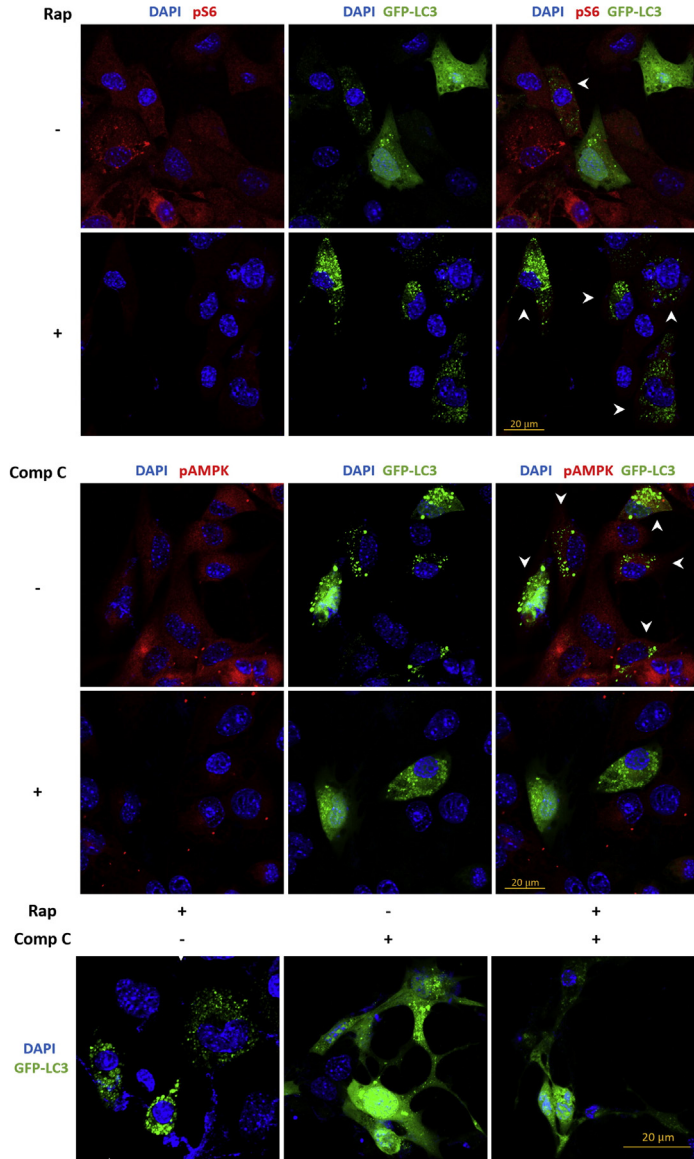 Rap DAPI pS6 DAPI GFP-LC3 DAPI pS6 GFP-LC3
-
+
20 µm
Comp C DAPI pAMPK DAPI GFP-LC3 DAPI pAMPK GFP-LC3
-
+
20 µm
Rap + - +
Comp C - + +
DAPI
GFP-LC3
20 µm